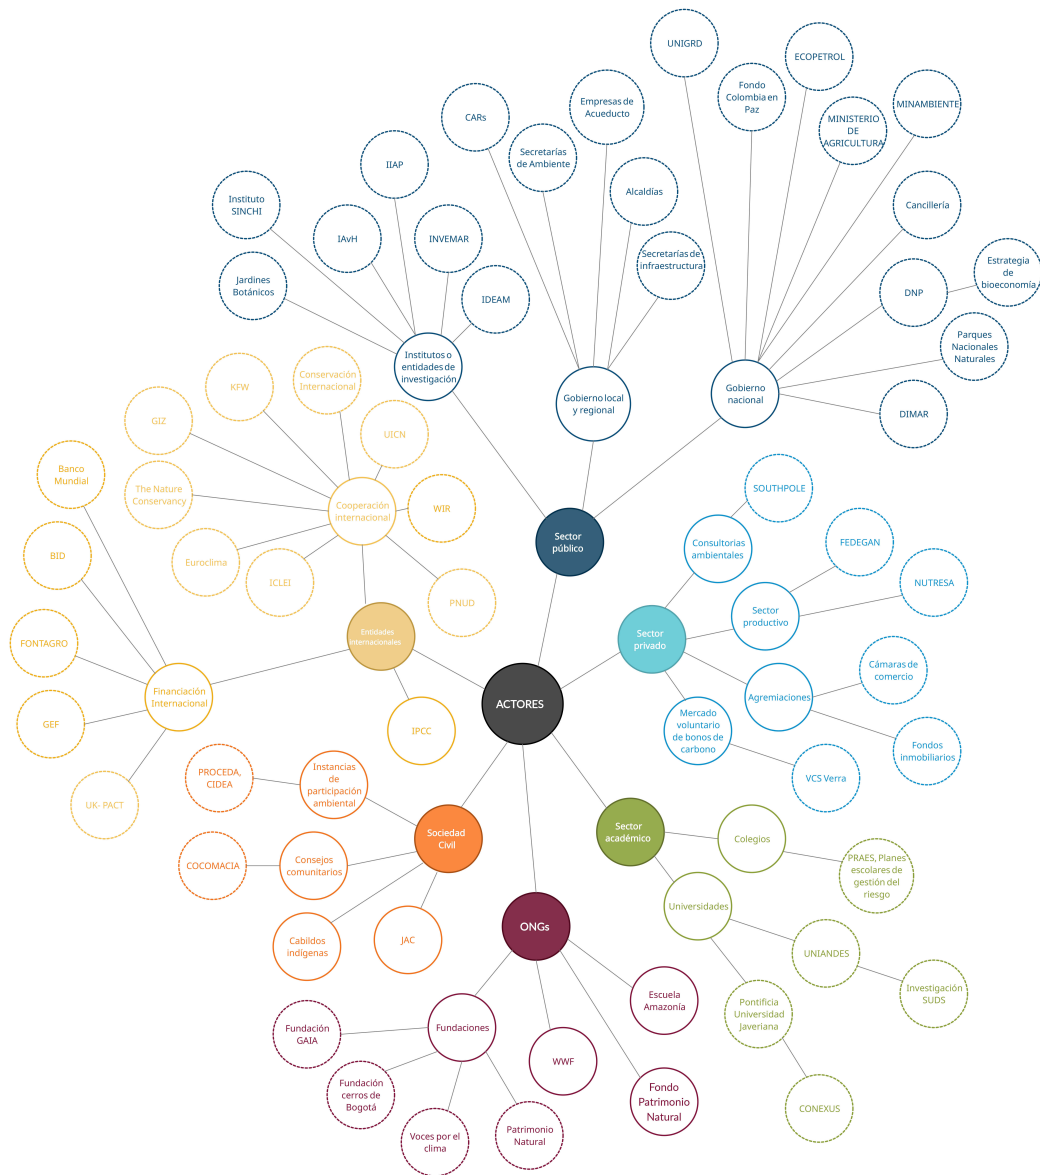 UNIGRD
ECOPETROL
Fondo
Colombia en
Paz
MINAMBIENTE
Empresas de
Acueducto
CARs
MINISTERIO
DE
AGRICULTURA
Secretarías
de Ambiente
IIAP
Alcaldías
Instituto
SINCHI
Cancillería
IAvH
INVEMAR
Secretarías de
infraestructura
Estrategia
de
bioeconomía
Jardines
Botánicos
IDEAM
DNP
Parques
Nacionales
Naturales
Institutos o
entidades de
investigación
Conservación
Internacional
KFW
Gobierno local
y regional
Gobierno
nacional
DIMAR
GIZ
UICN
Banco
Mundial
The Nature
Conservancy
SOUTHPOLE
Cooperación
internacional
WIR
Sector
público
Consultorias
ambientales
FEDEGAN
BID
Euroclima
ICLEI
NUTRESA
PNUD
Sector
productivo
Entidades
internacionales
Sector
privado
FONTAGRO
Cámaras de
comercio
Financiación
Internacional
ACTORES
Agremiaciones
GEF
IPCC
Mercado
voluntario
de bonos de
carbono
Fondos
inmobiliarios
PROCEDA,
CIDEA
Instancias
de
participación
ambiental
VCS Verra
UK- PACT
Sociedad
Civil
Sector
académico
Colegios
COCOMACIA
Consejos
comunitarios
PRAES, Planes
escolares de
gestión del
riesgo
Universidades
ONGs
Cabildos
indígenas
JAC
UNIANDES
Investigación
SUDS
Escuela
Amazonía
Pontificia
Universidad
Javeriana
Fundación
GAIA
Fundaciones
WWF
Fondo
Patrimonio
Natural
Fundación
cerros de
Bogotá
CONEXUS
Voces por el
clima
Patrimonio
Natural